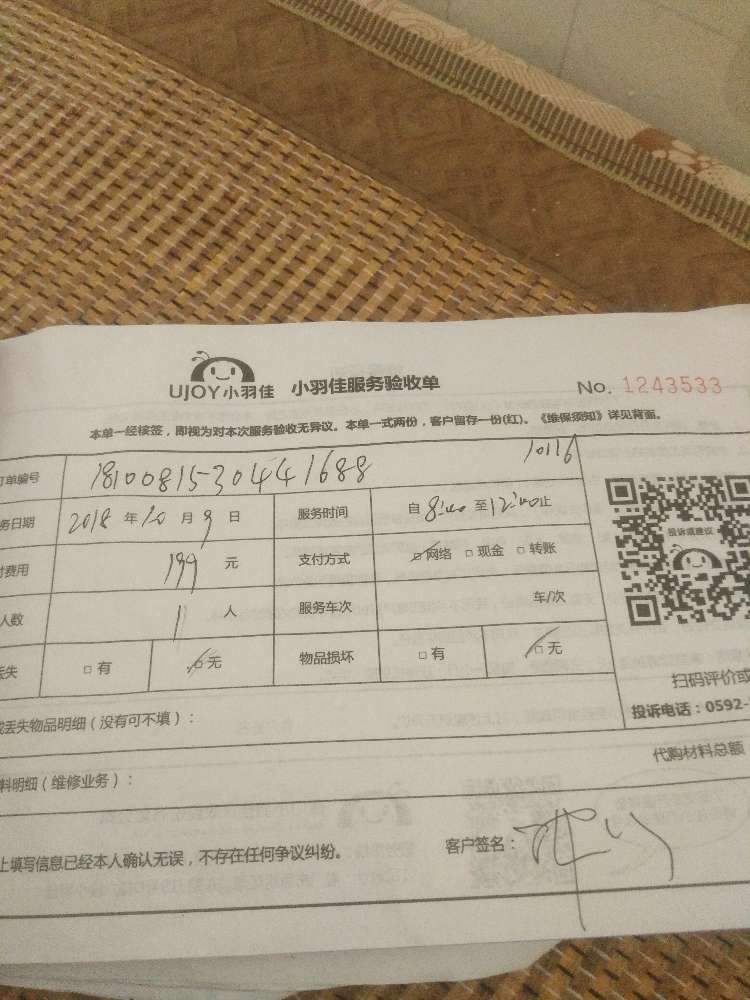 UJOY小羽佳 小羽佳服务验收单 No. 1243533
本单一经核签，即视为对本次服务验收无异议。本单一式两份，客户留存一份(红)。《维保须知》详见背面。
订单编号 181008153044 1688 10116
务日期 2018 年 10 月 9 日 服务时间 自 8:00 至 12:00 止
付费用 199 元 支付方式 网络 现金 转账
人数 人 服务车次 车/次
丢失 有 无 物品损坏 有 无
投诉或建议
扫码评价或
投诉电话：0592-
或丢失物品明细（没有可不填）：
料明细（维修业务）： 代购材料总额
上填写信息已经本人确认无误，不存在任何争议纠纷。 客户签名：